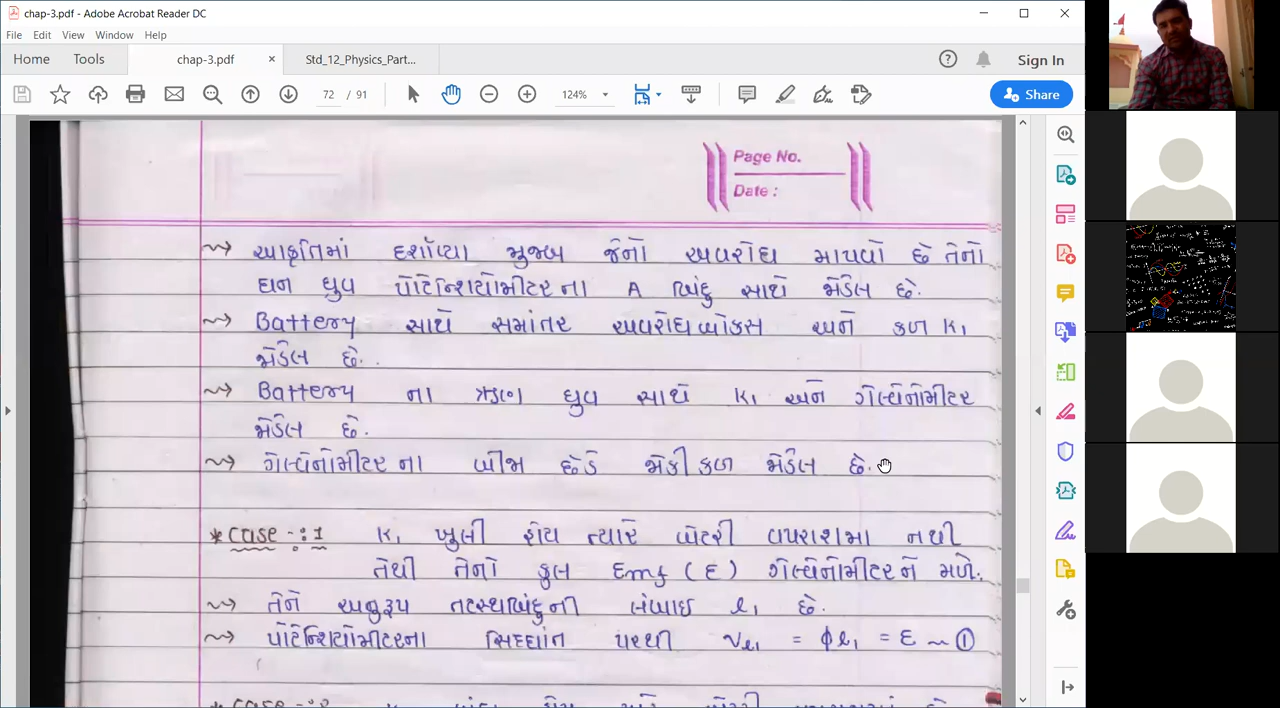 chap-3.pdf - Adobe Acrobat Reader DC
File Edit View Window Help
Home Tools chap-3.pdf × Std_12_Physics_Part... Sign In
72 / 91 124% Share
Page No.
Date :
આકૃતિમાં દર્શાવ્યા મુજબ જેનો અવરોધ માપવો છે તેનો
ધન ધ્રુવ પોટેન્શિયોમીટરના A બિંદુ સાથે જોડેલ છે.
Battery સાથે સમાંતર અવરોધબોક્સ અને કળ K₁
જોડેલ છે.
Battery ના ઋણ ધ્રુવ સાથે K₁ અને ગેલ્વેનોમીટર
જોડેલ છે.
ગેલ્વેનોમીટરના બીજા છેડે જોકીકળ જોડેલ છે.
* case -:1 K₁ ખુલી હોય ત્યારે બેટરી વપરાશમા નથી
તેથી તેનો કુલ Emf (E) ગેલ્વેનોમીટરને મળે.
તેને અનુરૂપ તટસ્થબિંદુની લંબાઇ l₁ છે.
પોટેન્શિયોમીટરના સિધ્ધાંત પરથી Vl₁ = ϕl₁ = ε ~ ①